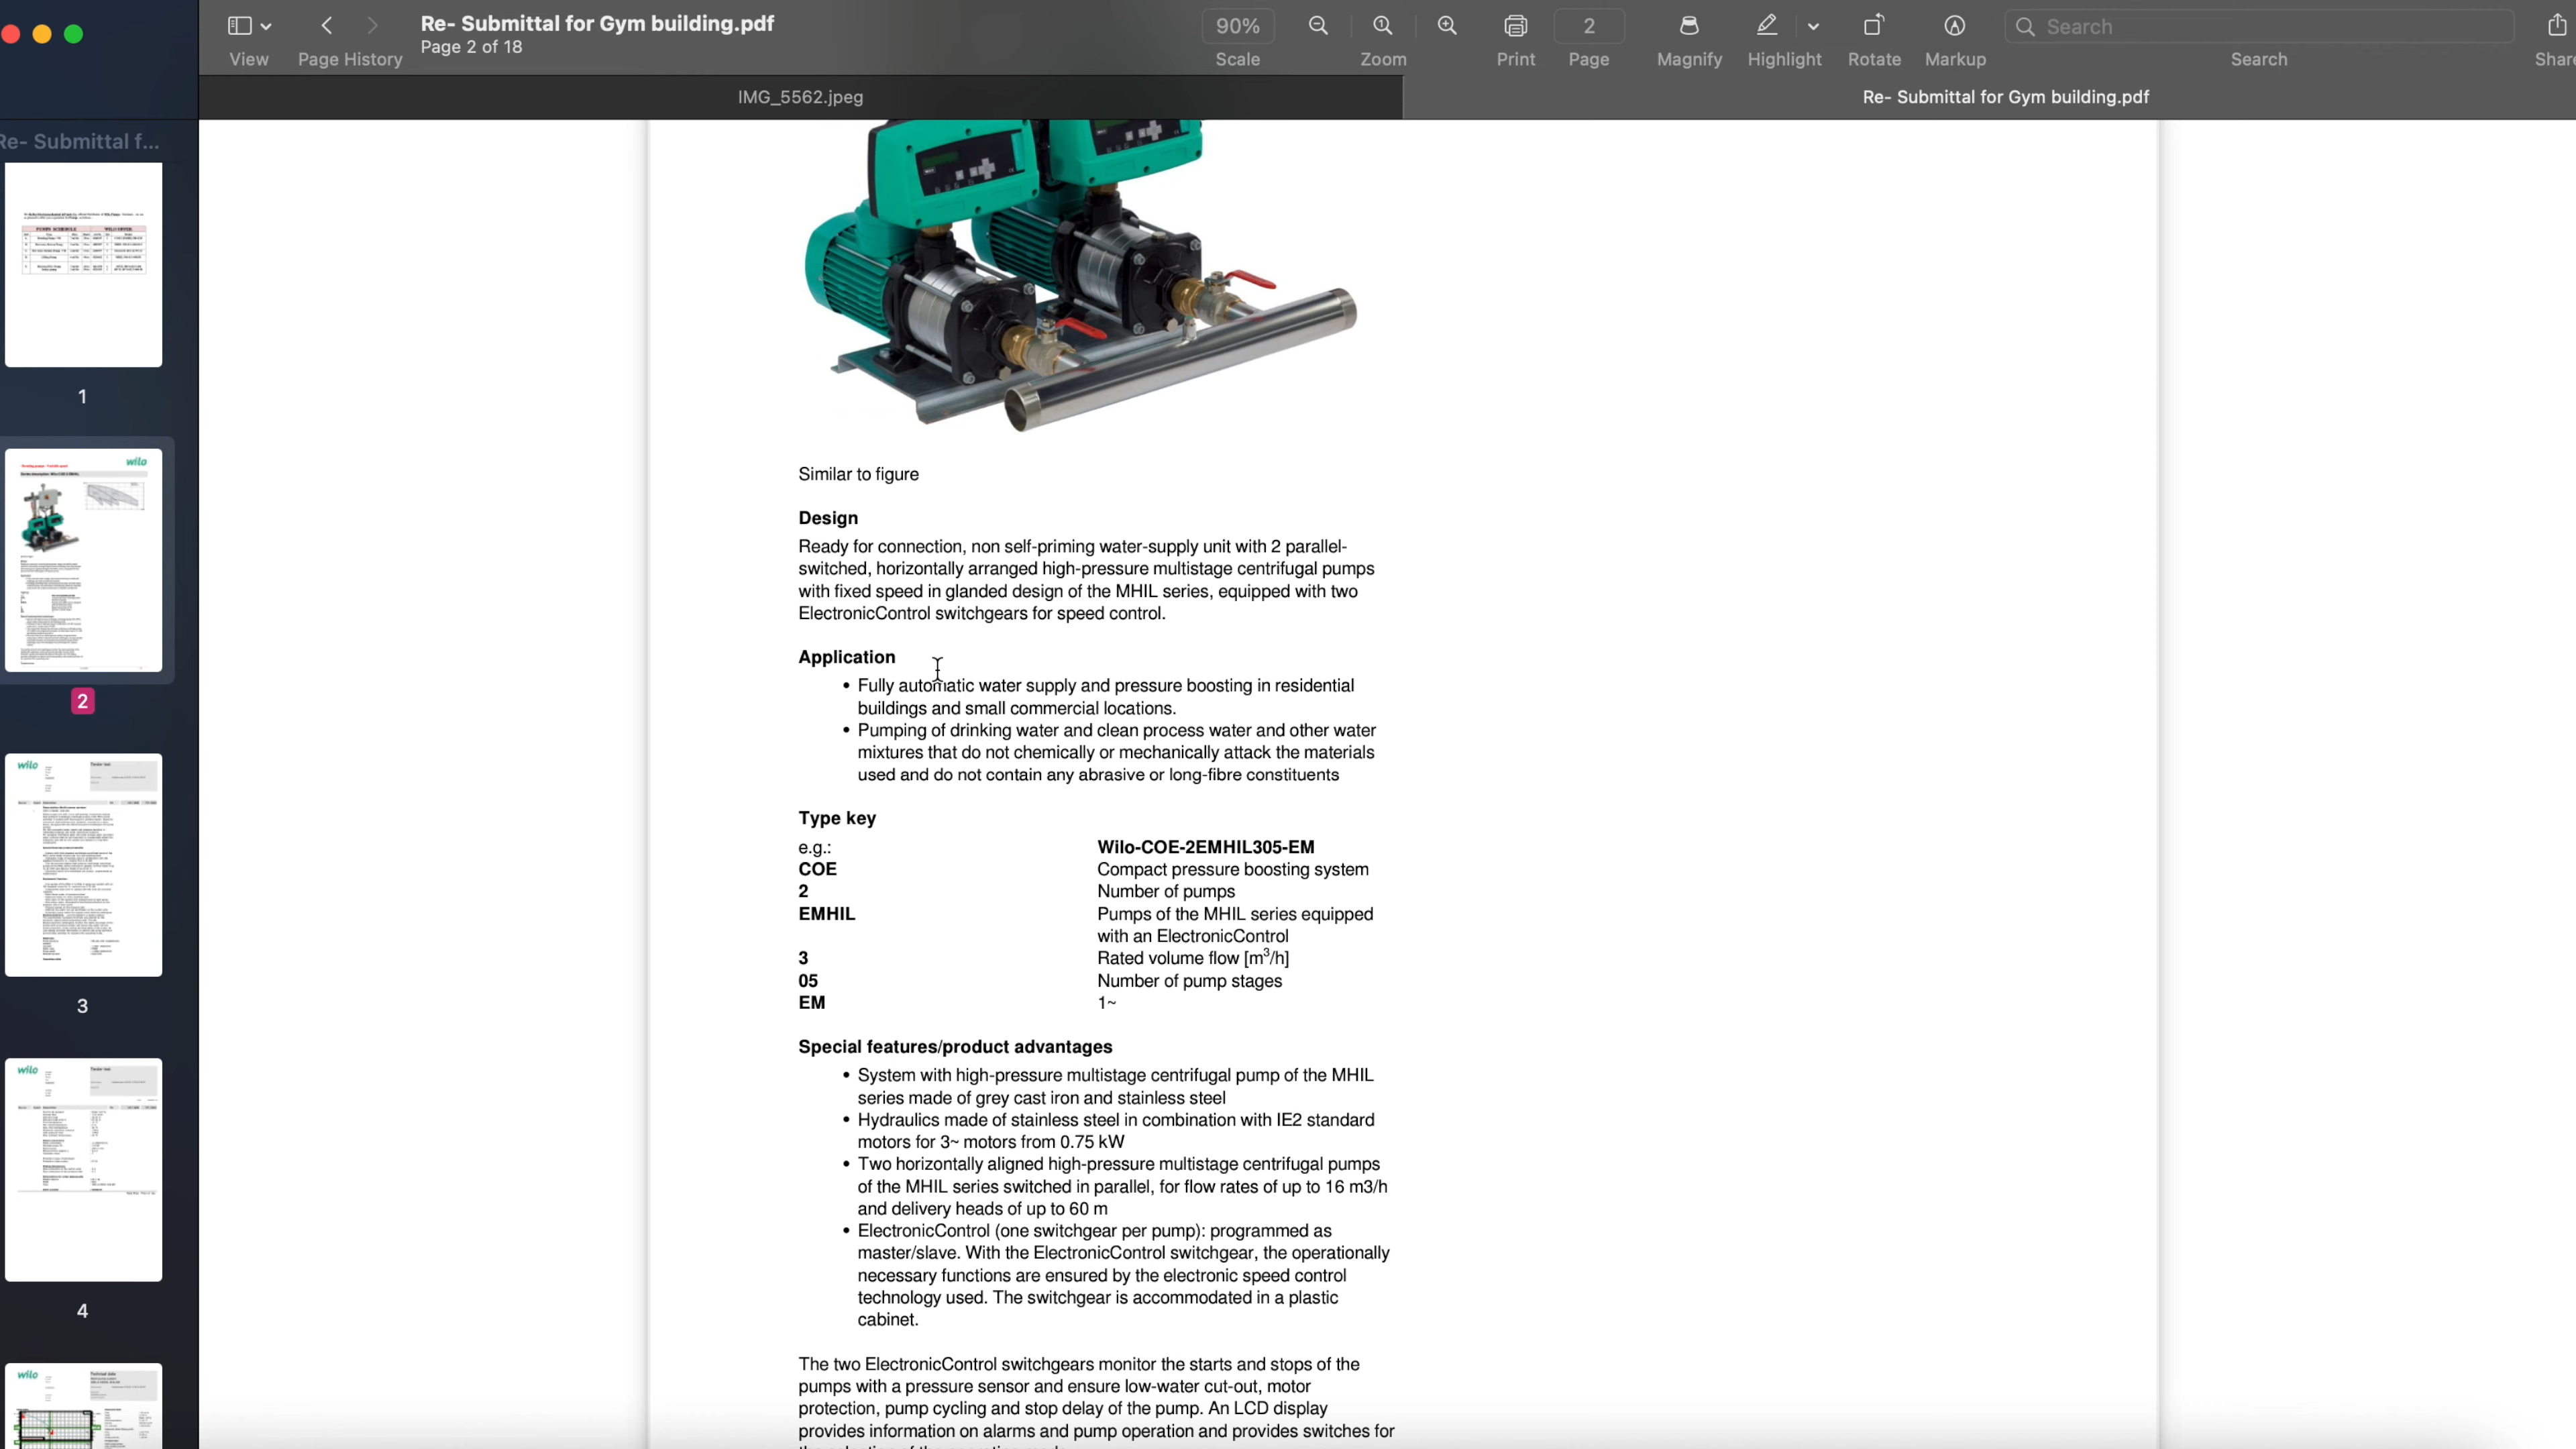 Re- Submittal for Gym building.pdf
Page 2 of 18
View
Page History
90%
Scale
Zoom
Print
2
Page
Magnify
Highlight
Rotate
Markup
Search
Search
IMG_5562.jpeg
Re- Submittal for Gym building.pdf
Re- Submittal f...
1
wilo
2
wilo
3
wilo
4
wilo
Similar to figure
Design
Ready for connection, non self-priming water-supply unit with 2 parallel-
switched, horizontally arranged high-pressure multistage centrifugal pumps
with fixed speed in glanded design of the MHIL series, equipped with two
ElectronicControl switchgears for speed control.
Application
• Fully automatic water supply and pressure boosting in residential
buildings and small commercial locations.
• Pumping of drinking water and clean process water and other water
mixtures that do not chemically or mechanically attack the materials
used and do not contain any abrasive or long-fibre constituents
Type key
e.g.: Wilo-COE-2EMHIL305-EM
COE Compact pressure boosting system
2 Number of pumps
EMHIL Pumps of the MHIL series equipped
with an ElectronicControl
3 Rated volume flow [m³/h]
05 Number of pump stages
EM 1~
Special features/product advantages
• System with high-pressure multistage centrifugal pump of the MHIL
series made of grey cast iron and stainless steel
• Hydraulics made of stainless steel in combination with IE2 standard
motors for 3~ motors from 0.75 kW
• Two horizontally aligned high-pressure multistage centrifugal pumps
of the MHIL series switched in parallel, for flow rates of up to 16 m3/h
and delivery heads of up to 60 m
• ElectronicControl (one switchgear per pump): programmed as
master/slave. With the ElectronicControl switchgear, the operationally
necessary functions are ensured by the electronic speed control
technology used. The switchgear is accommodated in a plastic
cabinet.
The two ElectronicControl switchgears monitor the starts and stops of the
pumps with a pressure sensor and ensure low-water cut-out, motor
protection, pump cycling and stop delay of the pump. An LCD display
provides information on alarms and pump operation and provides switches for